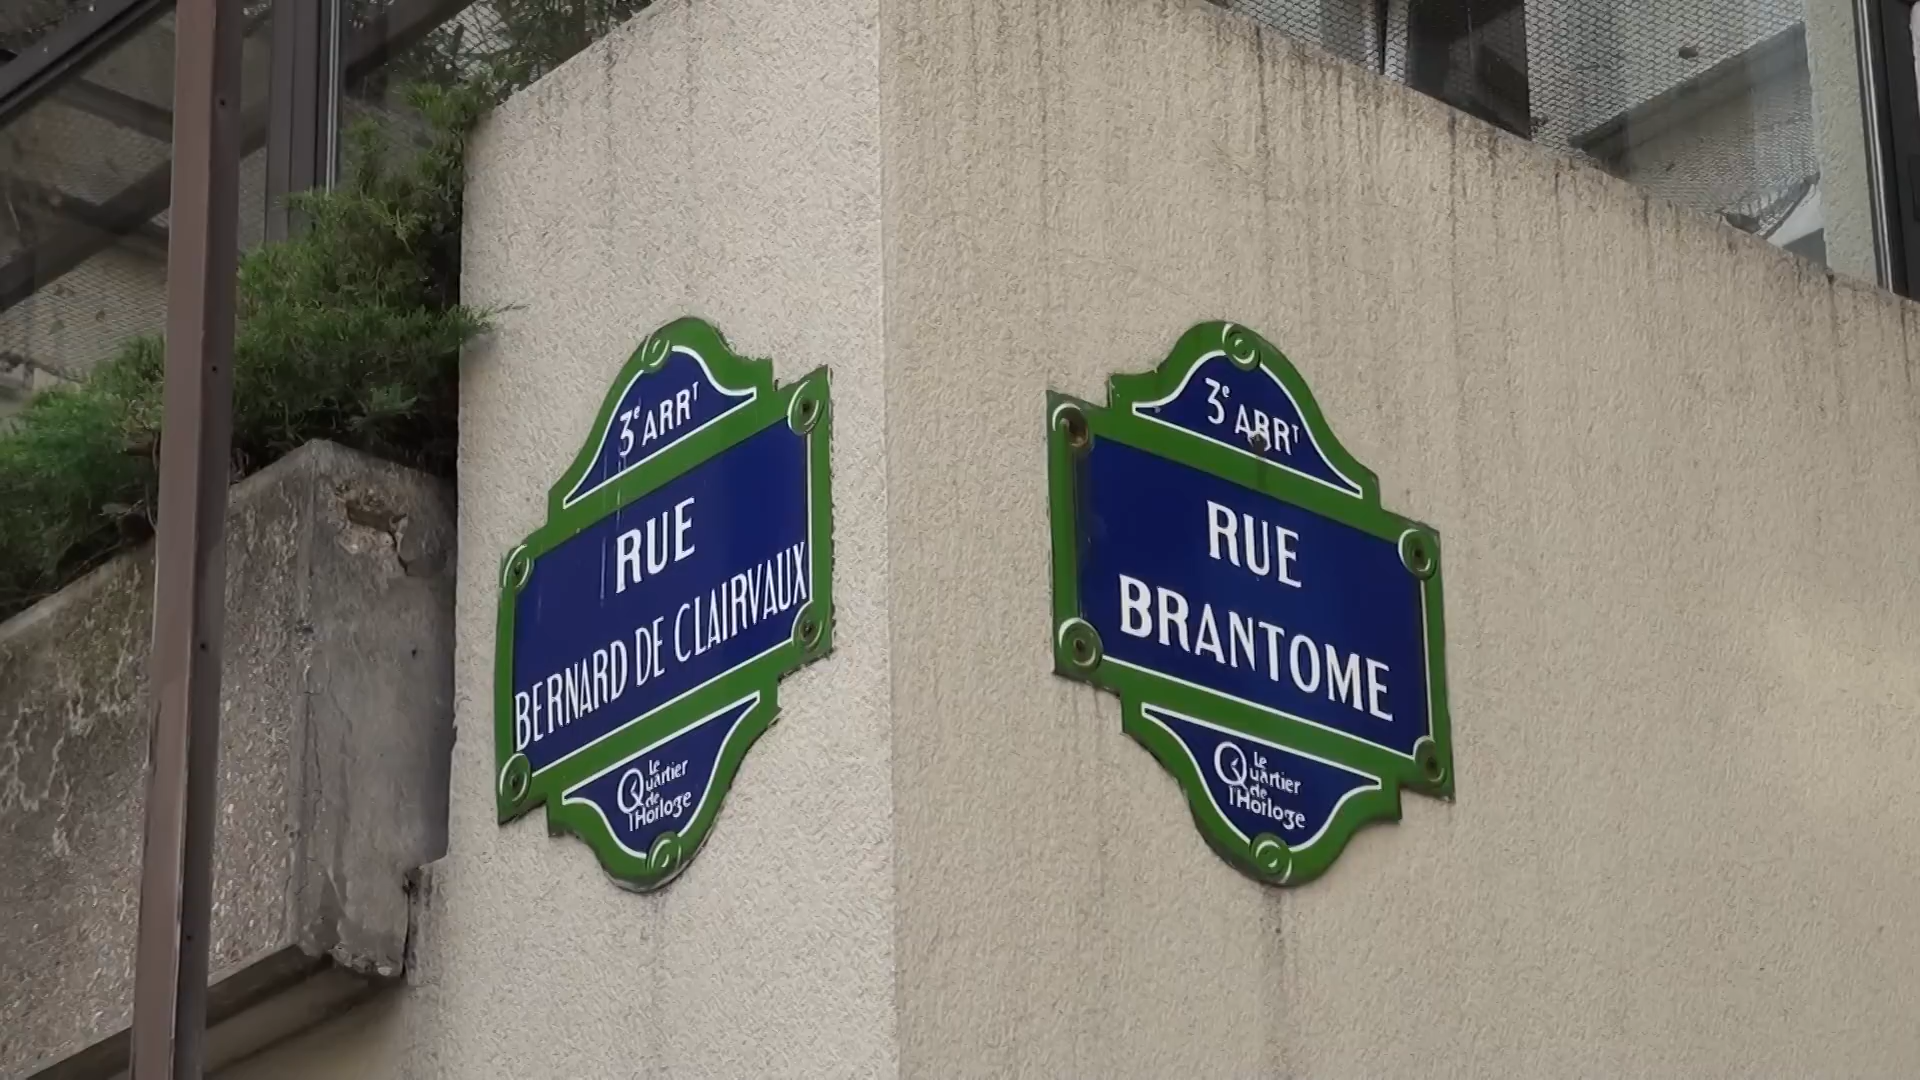 3e ARRT
RUE
BERNARD DE CLAIRVAUX
Le
Quartier
de
l'Horloge
3e ARRT
RUE
BRANTOME
Le
Quartier
de
l'Horloge